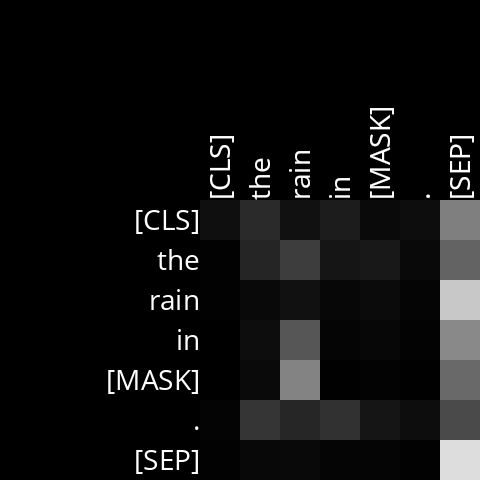 [CLS] the rain in [MASK] . [SEP]
[CLS]
the
rain
in
[MASK]
.
[SEP]